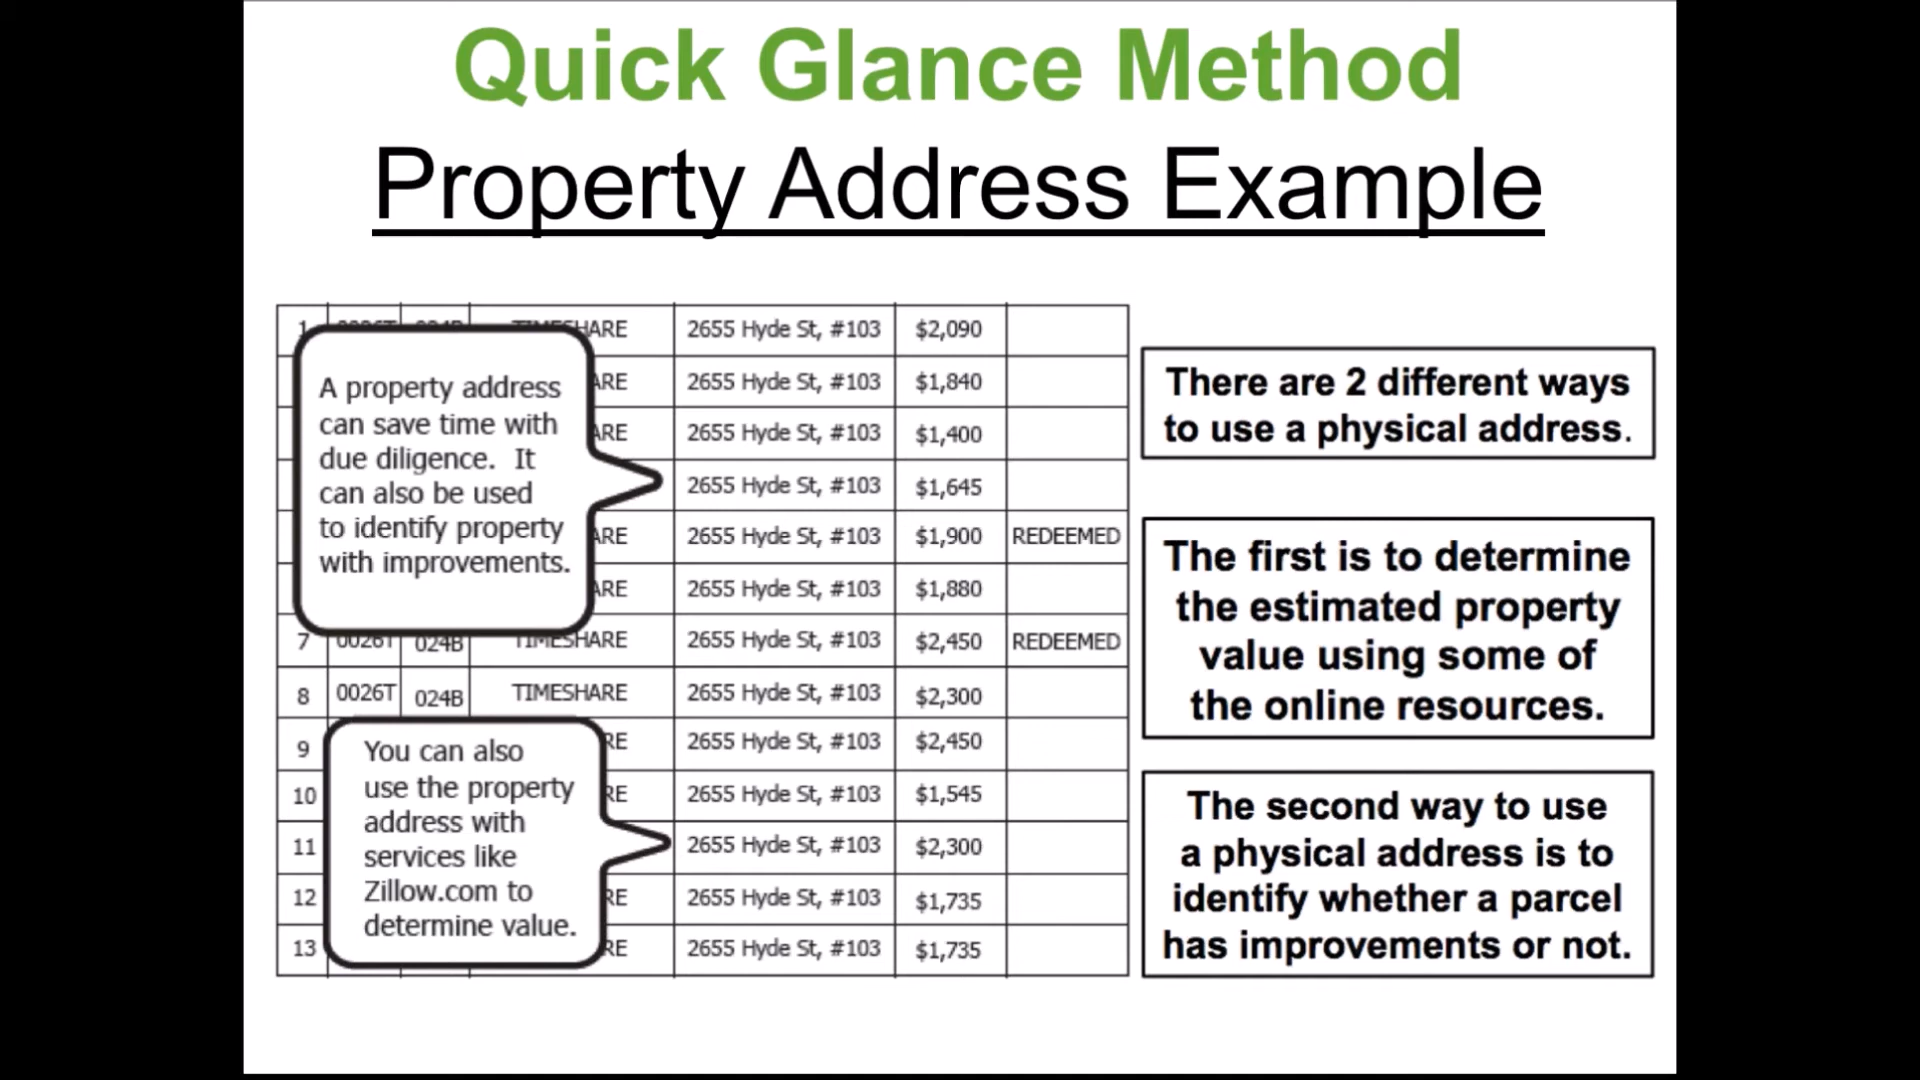 Quick Glance Method
Property Address Example
1 TIMESHARE 2655 Hyde St, #103 $2,090
ARE 2655 Hyde St, #103 $1,840
ARE 2655 Hyde St, #103 $1,400
2655 Hyde St, #103 $1,645
ARE 2655 Hyde St, #103 $1,900 REDEEMED
ARE 2655 Hyde St, #103 $1,880
7 0026T 024B TIMESHARE 2655 Hyde St, #103 $2,450 REDEEMED
8 0026T 024B TIMESHARE 2655 Hyde St, #103 $2,300
9 RE 2655 Hyde St, #103 $2,450
10 RE 2655 Hyde St, #103 $1,545
11 2655 Hyde St, #103 $2,300
12 RE 2655 Hyde St, #103 $1,735
13 RE 2655 Hyde St, #103 $1,735
A property address
can save time with
due diligence. It
can also be used
to identify property
with improvements.
You can also
use the property
address with
services like
Zillow.com to
determine value.
There are 2 different ways
to use a physical address.
The first is to determine
the estimated property
value using some of
the online resources.
The second way to use
a physical address is to
identify whether a parcel
has improvements or not.